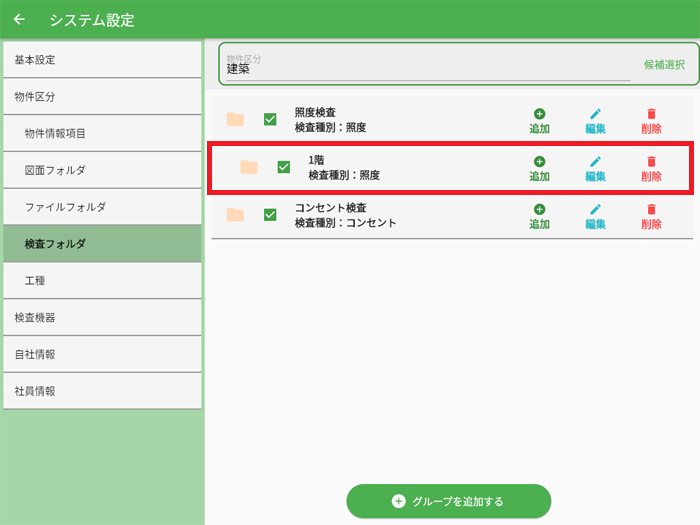 システム設定
基本設定
物件区分
物件情報項目
図面フォルダ
ファイルフォルダ
検査フォルダ
工種
検査機器
自社情報
社員情報
物件区分
建築
候補選択
照度検査
検査種別：照度
追加 編集 削除
1階
検査種別：照度
追加 編集 削除
コンセント検査
検査種別：コンセント
追加 編集 削除
グループを追加する